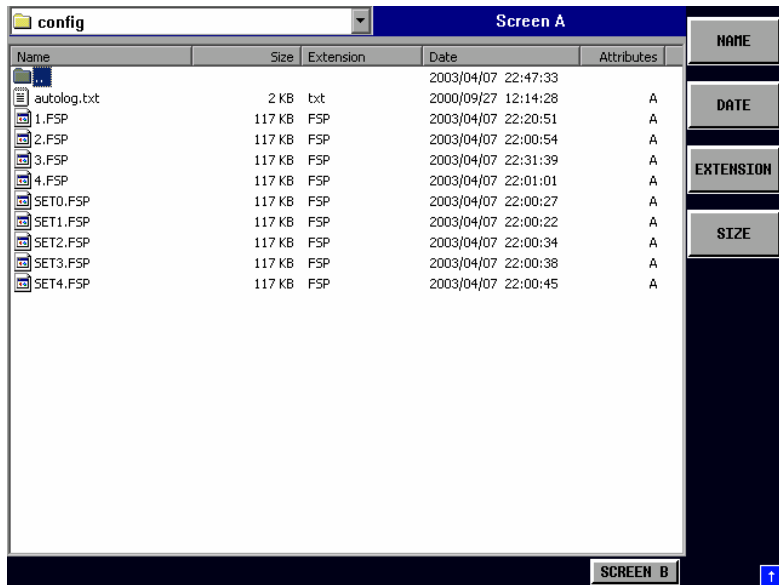 config Screen A
NAME
Name Size Extension Date Attributes
.. 2003/04/07 22:47:33
autolog.txt 2 KB txt 2000/09/27 12:14:28 A
DATE
1.FSP 117 KB FSP 2003/04/07 22:20:51 A
2.FSP 117 KB FSP 2003/04/07 22:00:54 A
3.FSP 117 KB FSP 2003/04/07 22:31:39 A
EXTENSION
4.FSP 117 KB FSP 2003/04/07 22:01:01 A
SET0.FSP 117 KB FSP 2003/04/07 22:00:27 A
SET1.FSP 117 KB FSP 2003/04/07 22:00:22 A
SIZE
SET2.FSP 117 KB FSP 2003/04/07 22:00:34 A
SET3.FSP 117 KB FSP 2003/04/07 22:00:38 A
SET4.FSP 117 KB FSP 2003/04/07 22:00:45 A
SCREEN B